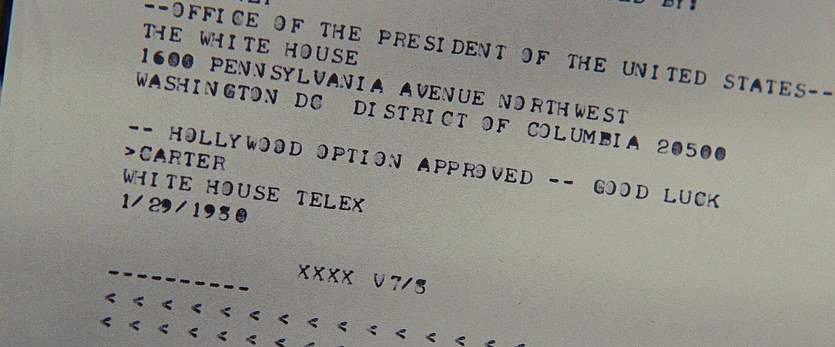 --OFFICE OF THE PRESIDENT OF THE UNITED STATES--
THE WHITE HOUSE
1600 PENNSYLVANIA AVENUE NORTHWEST
WASHINGTON DC DISTRICT OF COLUMBIA 20500
-- HOLLYWOOD OPTION APPROVED -- GOOD LUCK
>CARTER
WHITE HOUSE TELEX
1/29/1980
---------- XXXX V7/8
< < < < < < < < < < < < < < <
< < < < < < < <